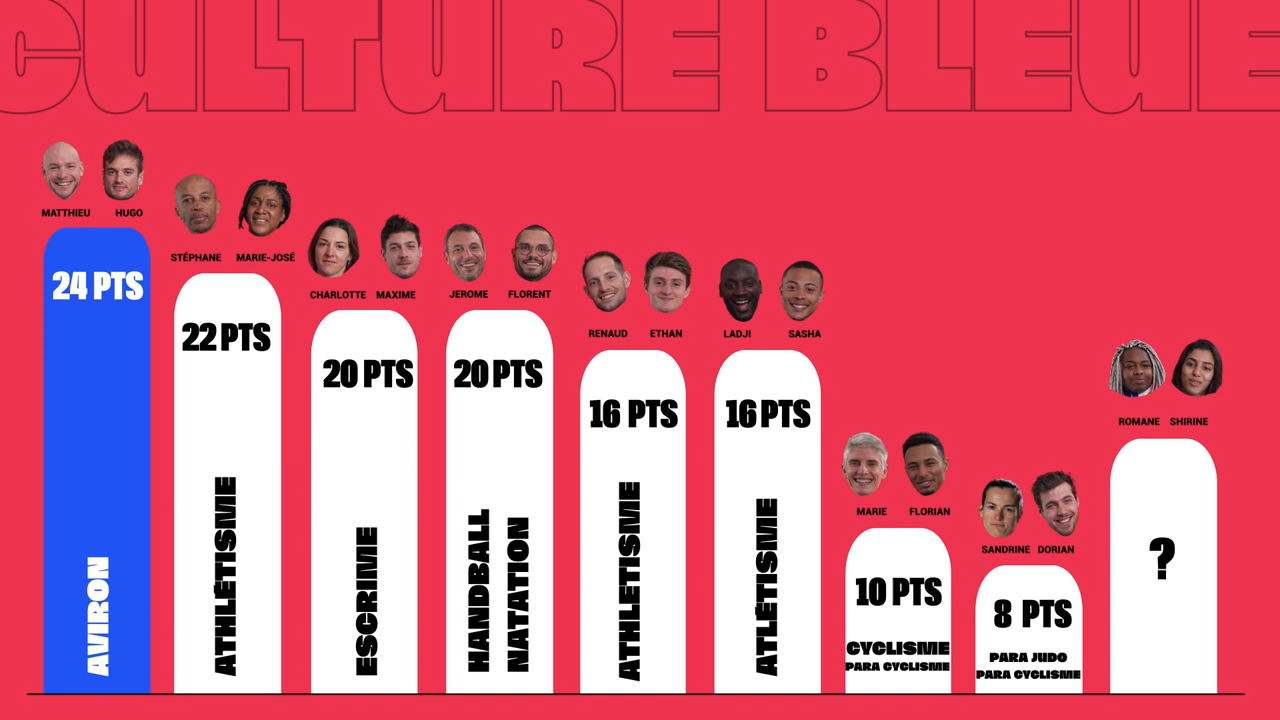 CULTURE BLEUE
MATTHIEU HUGO
24 PTS
AVIRON
STÉPHANE MARIE-JOSÉ
22 PTS
ATHLÉTISME
CHARLOTTE MAXIME
20 PTS
ESCRIME
JEROME FLORENT
20 PTS
HANDBALL
NATATION
RENAUD ETHAN
16 PTS
ATHLETISME
LADJI SASHA
16 PTS
ATLÉTISME
MARIE FLORIAN
10 PTS
CYCLISME
PARA CYCLISME
SANDRINE DORIAN
8 PTS
PARA JUDO
PARA CYCLISME
ROMANE SHIRINE
?